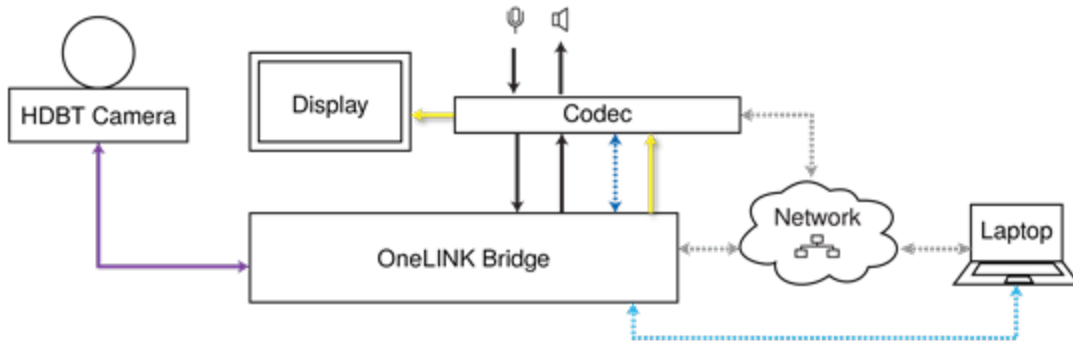 HDBT Camera
Display
Codec
OneLINK Bridge
Network
Laptop